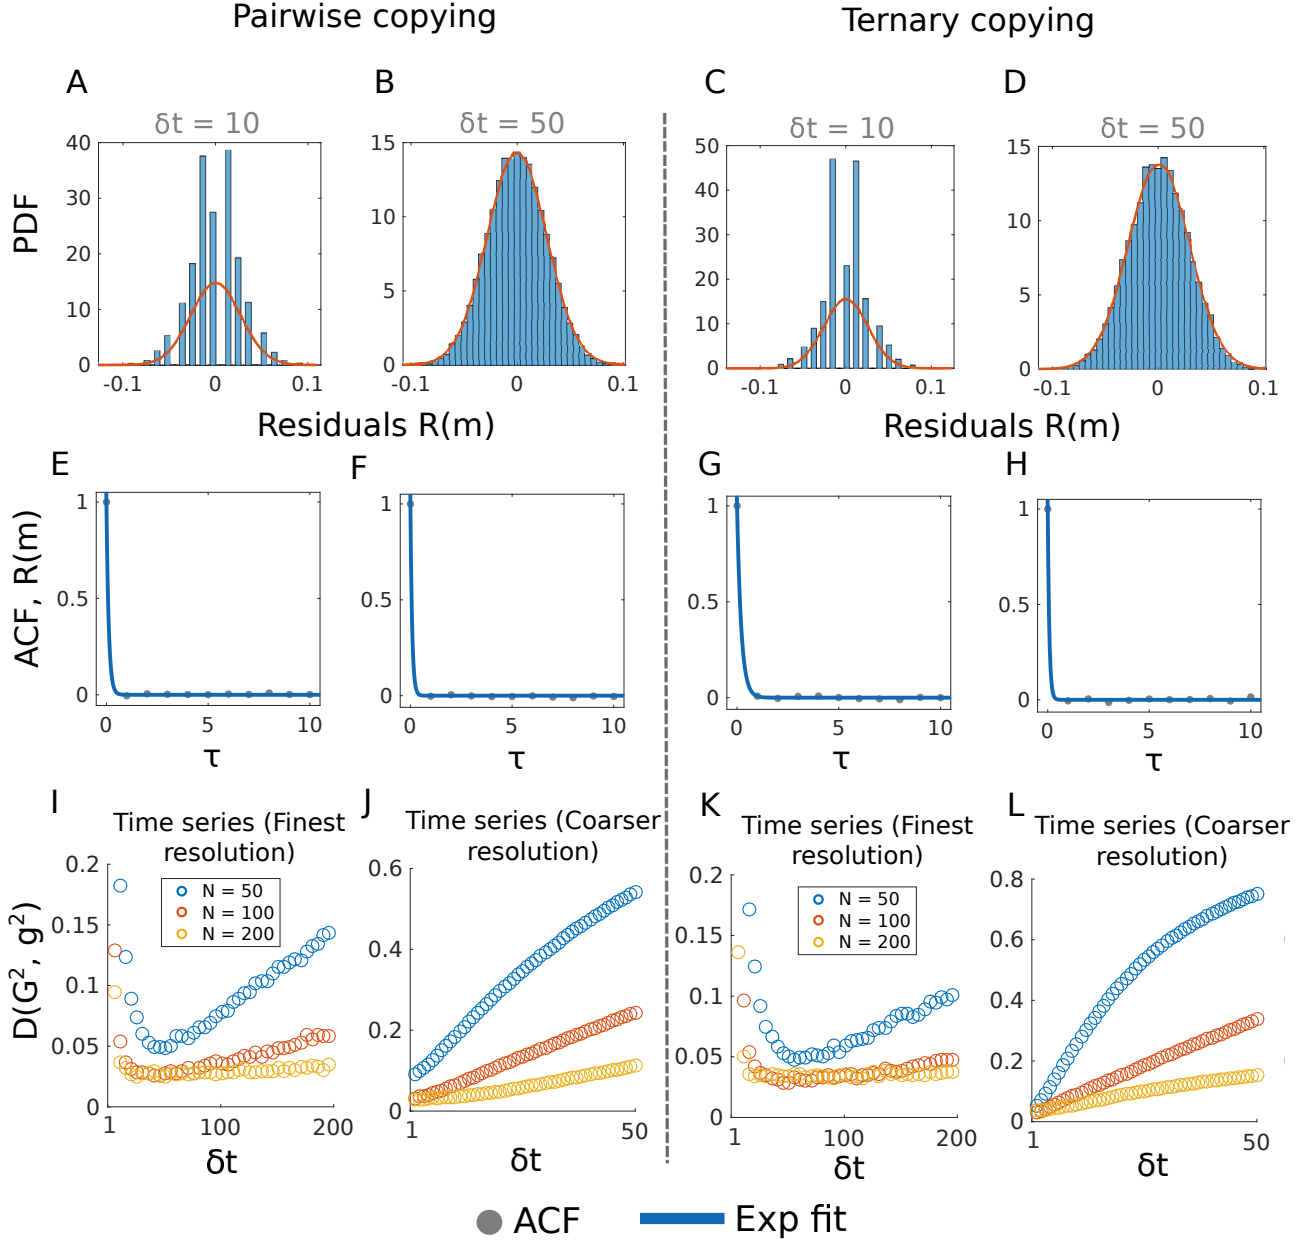 Pairwise copying
Ternary copying
A
B
C
D
δt = 10
δt = 50
δt = 10
δt = 50
PDF
40
30
20
10
0
-0.1
0
0.1
15
10
5
0
-0.1
0
0.1
50
40
30
20
10
0
-0.1
0
0.1
15
10
5
0
-0.1
0
0.1
Residuals R(m)
Residuals R(m)
E
F
G
H
ACF, R(m)
1
0.5
0
0
5
10
τ
1
0.5
0
0
5
10
τ
1
0.5
0
0
5
10
τ
1
0.5
0
0
5
10
τ
I
J
K
L
Time series (Finest
resolution)
Time series (Coarser
resolution)
Time series (Finest
resolution)
Time series (Coarser
resolution)
D(G², g²)
0.2
0.15
0.1
0.05
0
1
100
200
δt
N = 50
N = 100
N = 200
0.6
0.4
0.2
0
1
50
δt
0.2
0.15
0.1
0.05
0
1
100
200
δt
N = 50
N = 100
N = 200
0.8
0.6
0.4
0.2
0
1
50
δt
ACF
Exp fit